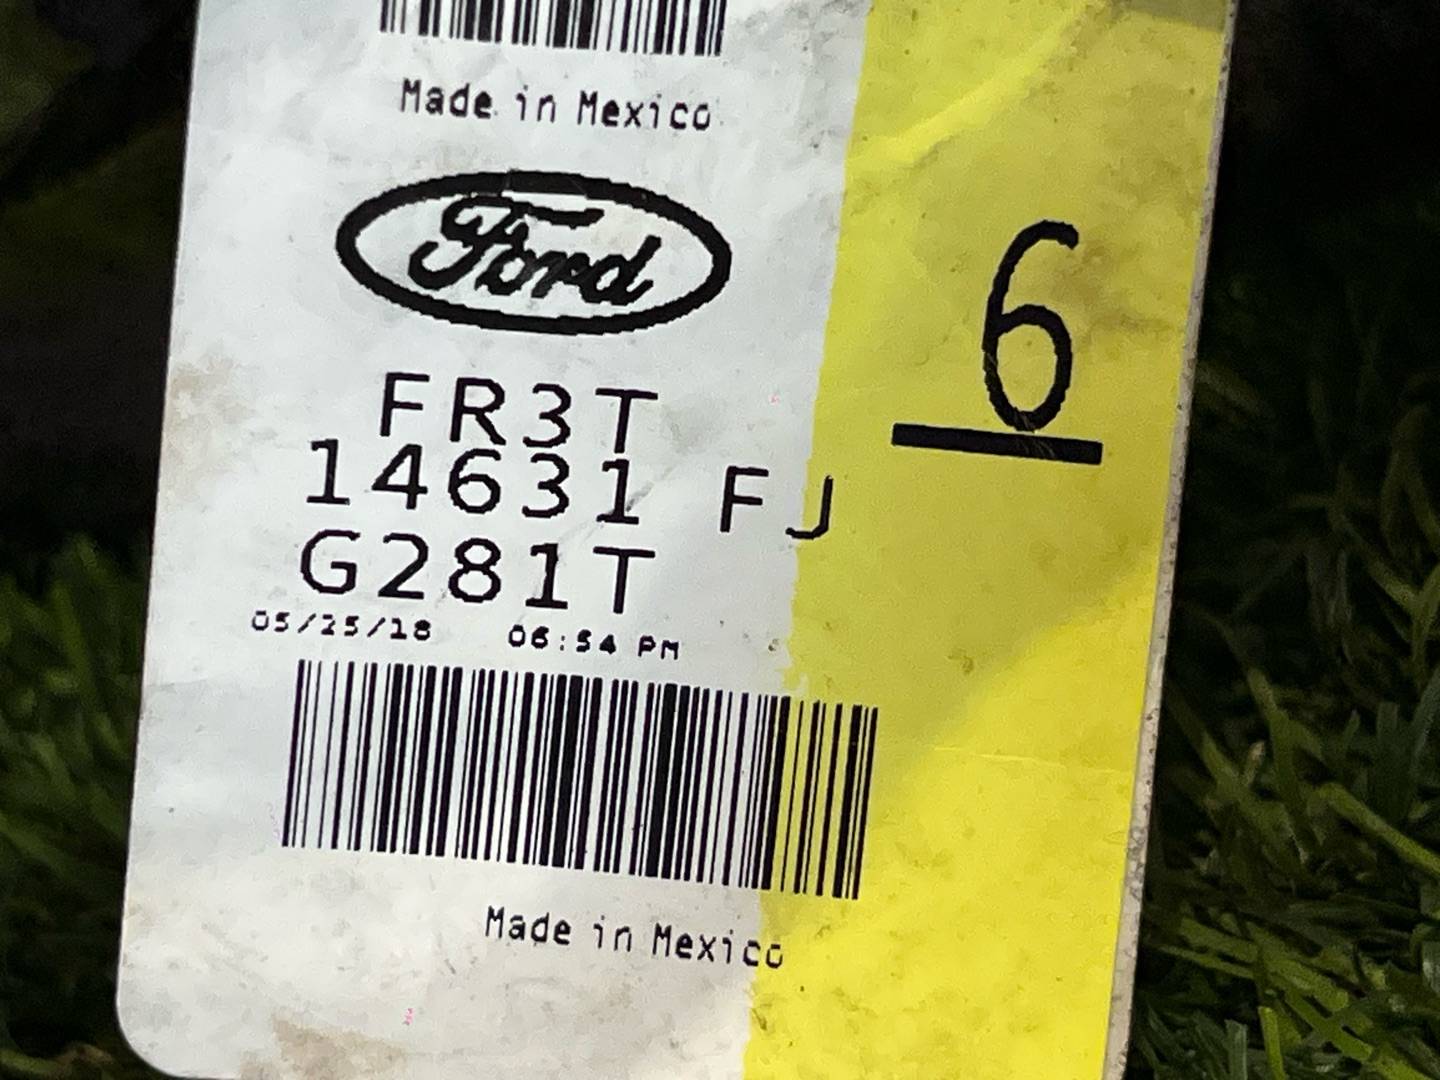 Made in Mexico
Ford
6
FR3T
14631 FJ
G281T
05/25/18 06:54 PM
Made in Mexico